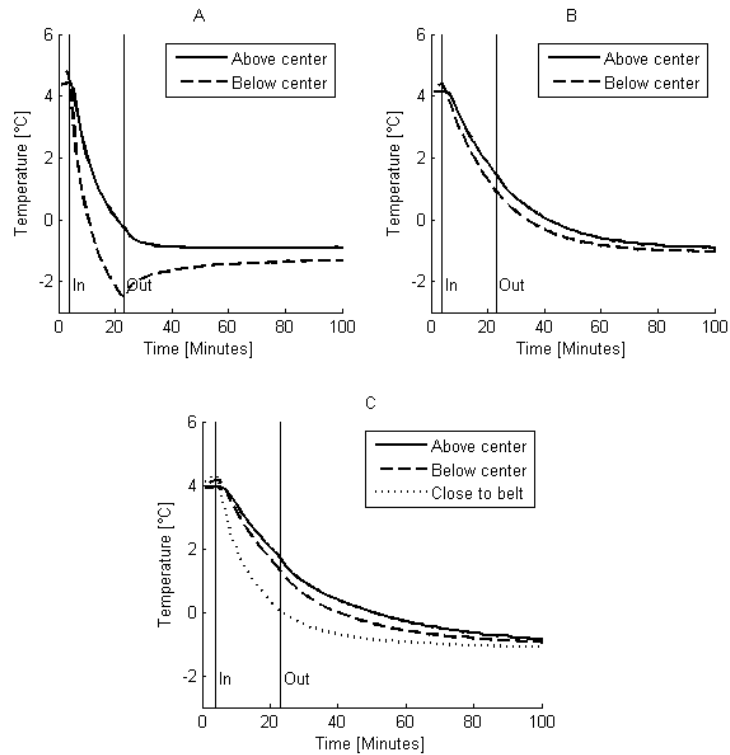 A
6
4
2
0
-2
Temperature [°C]
Above center
Below center
In
Out
0 20 40 60 80 100
Time [Minutes]
B
6
4
2
0
-2
Temperature [°C]
Above center
Below center
In
Out
0 20 40 60 80 100
Time [Minutes]
C
6
4
2
0
-2
Temperature [°C]
Above center
Below center
Close to belt
In
Out
0 20 40 60 80 100
Time [Minutes]